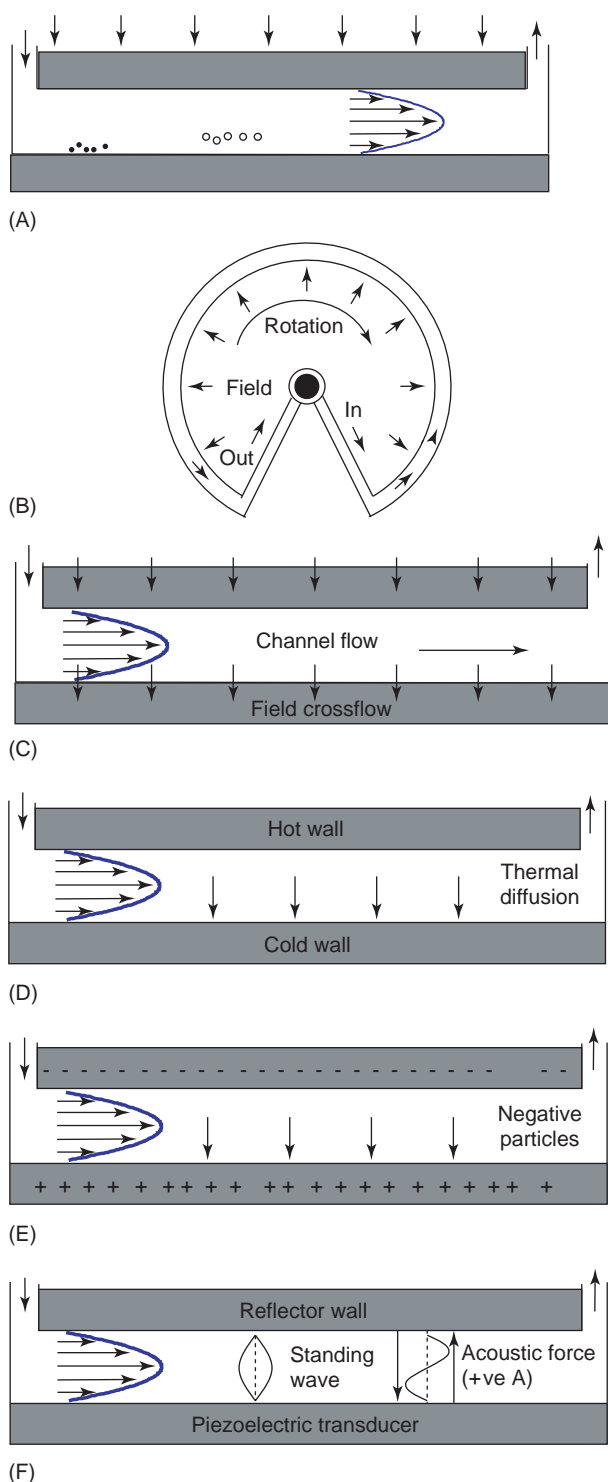 (A)
Rotation
Field
In
Out
(B)
Channel flow
Field crossflow
(C)
Hot wall
Thermal
diffusion
Cold wall
(D)
- - - - - - - - - - - - - - - - - - - - - - - -
Negative
particles
+ + + + + + + + + + + + + + + + + + + + +
(E)
Reflector wall
Standing
wave
Acoustic force
(+ve A)
Piezoelectric transducer
(F)